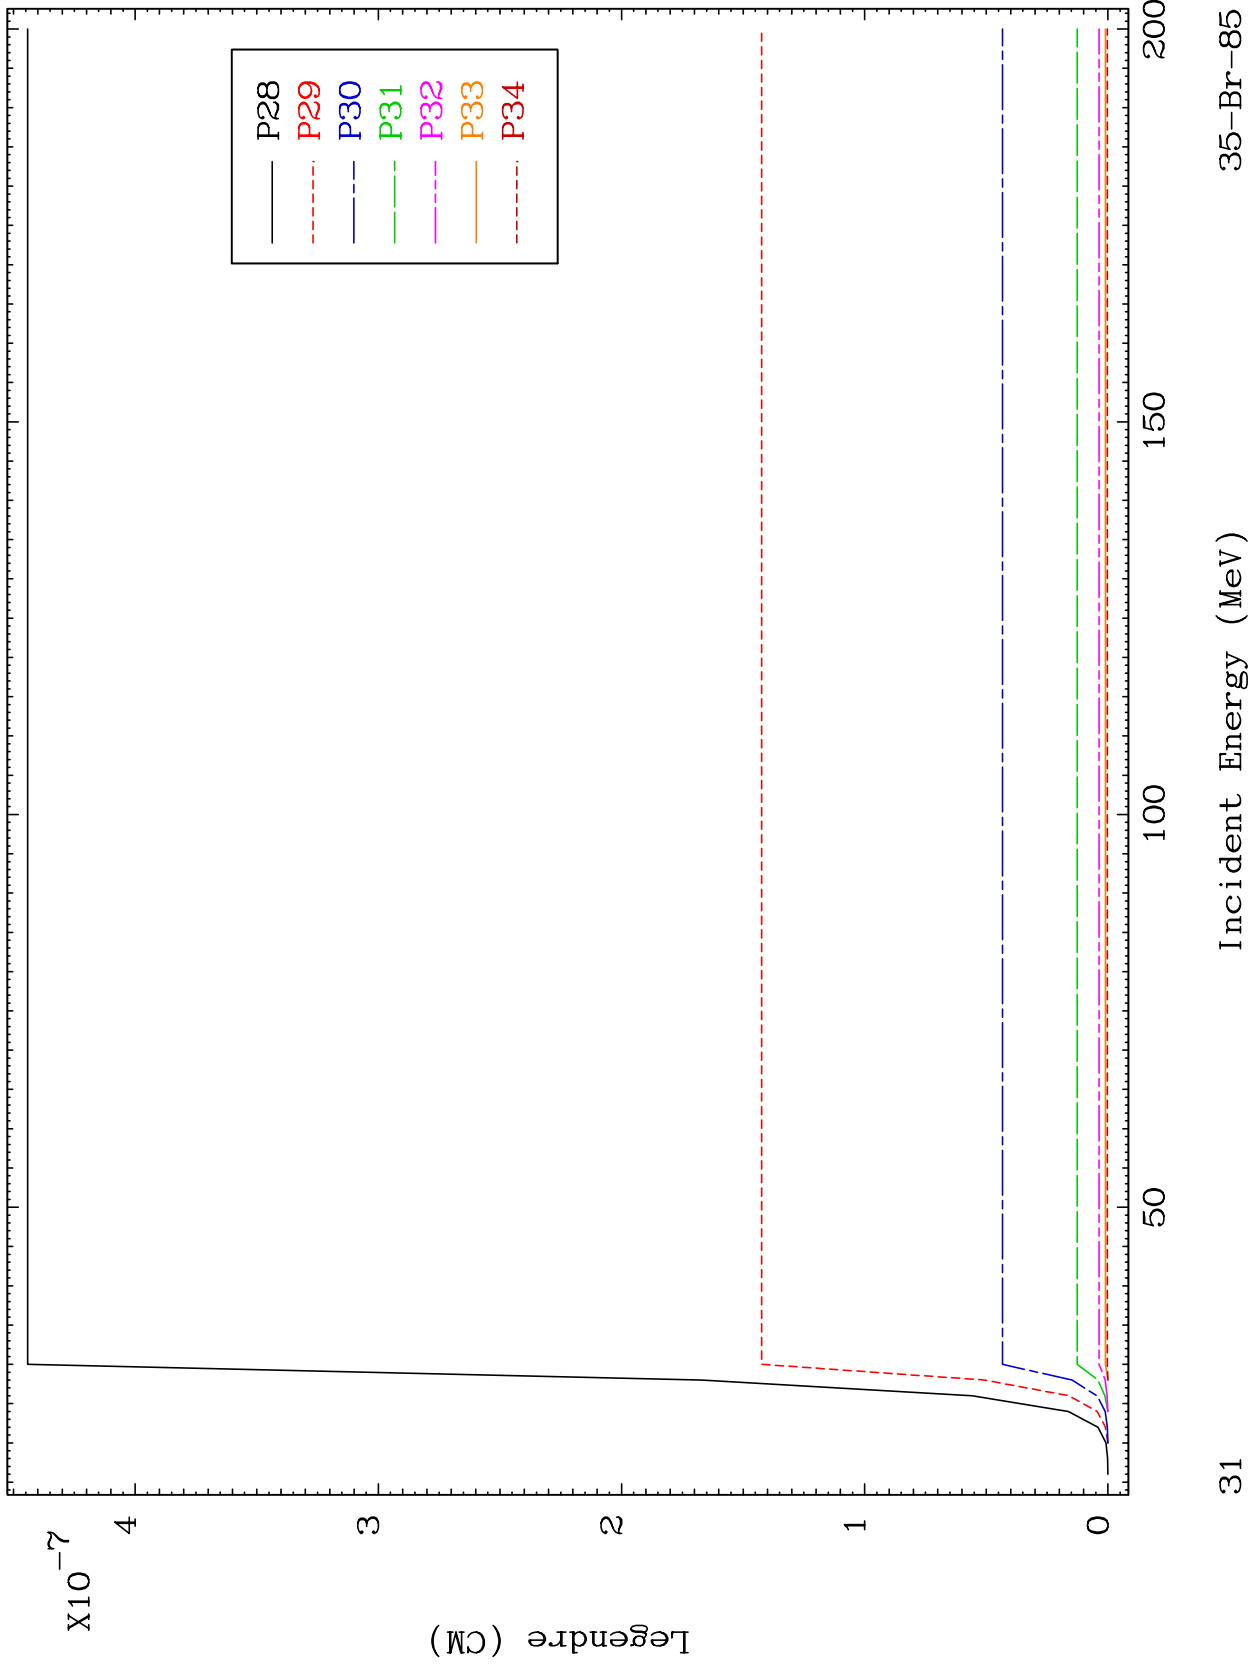 X10-7
4
3
2
1
0
Legendre (CM)
P28
P29
P30
P31
P32
P33
P34
50
100
150
200
Incident Energy (MeV)
31
35-Br-85